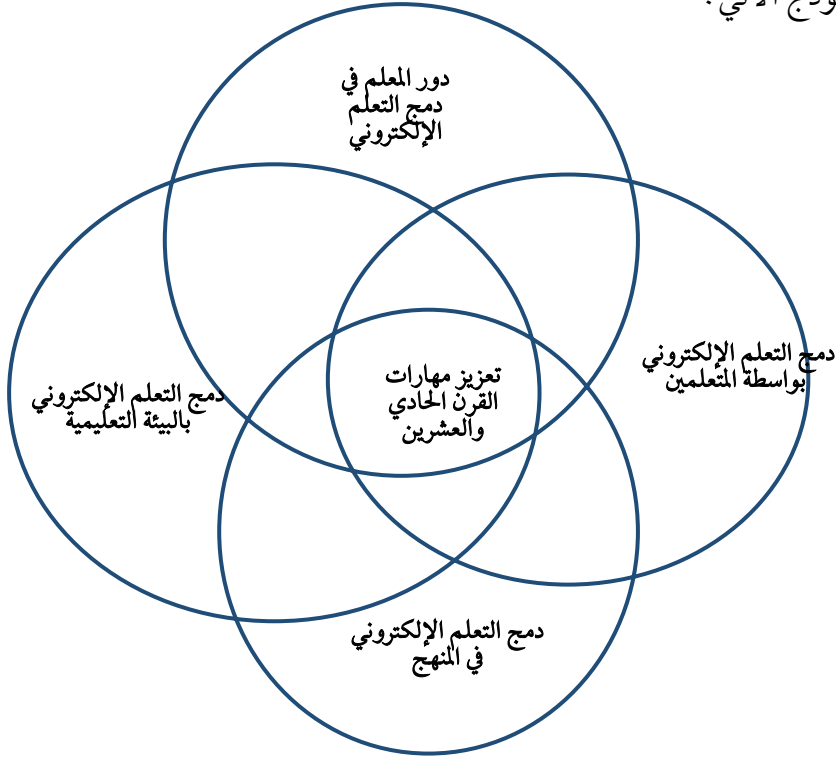 الآتي:
دور المعلم في
دمج التعلم
الإلكتروني
دمج التعلم الإلكتروني
بواسطة المتعلمين
تعزيز مهارات
القرن الحادي
والعشرين
دمج التعلم الإلكتروني
بالبيئة التعليمية
دمج التعلم الإلكتروني
في المنهج